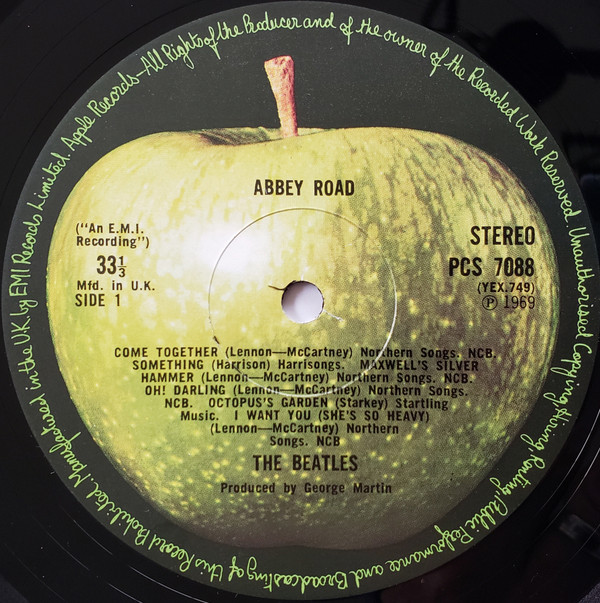 Manufactured in the U.K. by EMI Records Limited. Apple Records—All Rights of the Producer and of the owner of the Recorded Work Reserved. Unauthorised Copying, Hiring, Lending, Public Performance and Broadcasting of this Record Prohibited.
ABBEY ROAD
("An E.M.I.
Recording")
33⅓
Mfd. in U.K.
SIDE 1
STEREO
PCS 7088
(YEX.749)
Ⓟ 1969
COME TOGETHER (Lennon—McCartney) Northern Songs. NCB.
SOMETHING (Harrison) Harrisongs. MAXWELL'S SILVER
HAMMER (Lennon—McCartney) Northern Songs. NCB.
OH! DARLING (Lennon—McCartney) Northern Songs.
NCB. OCTOPUS'S GARDEN (Starkey) Startling
Music. I WANT YOU (SHE'S SO HEAVY)
(Lennon—McCartney) Northern
Songs. NCB
THE BEATLES
Produced by George Martin